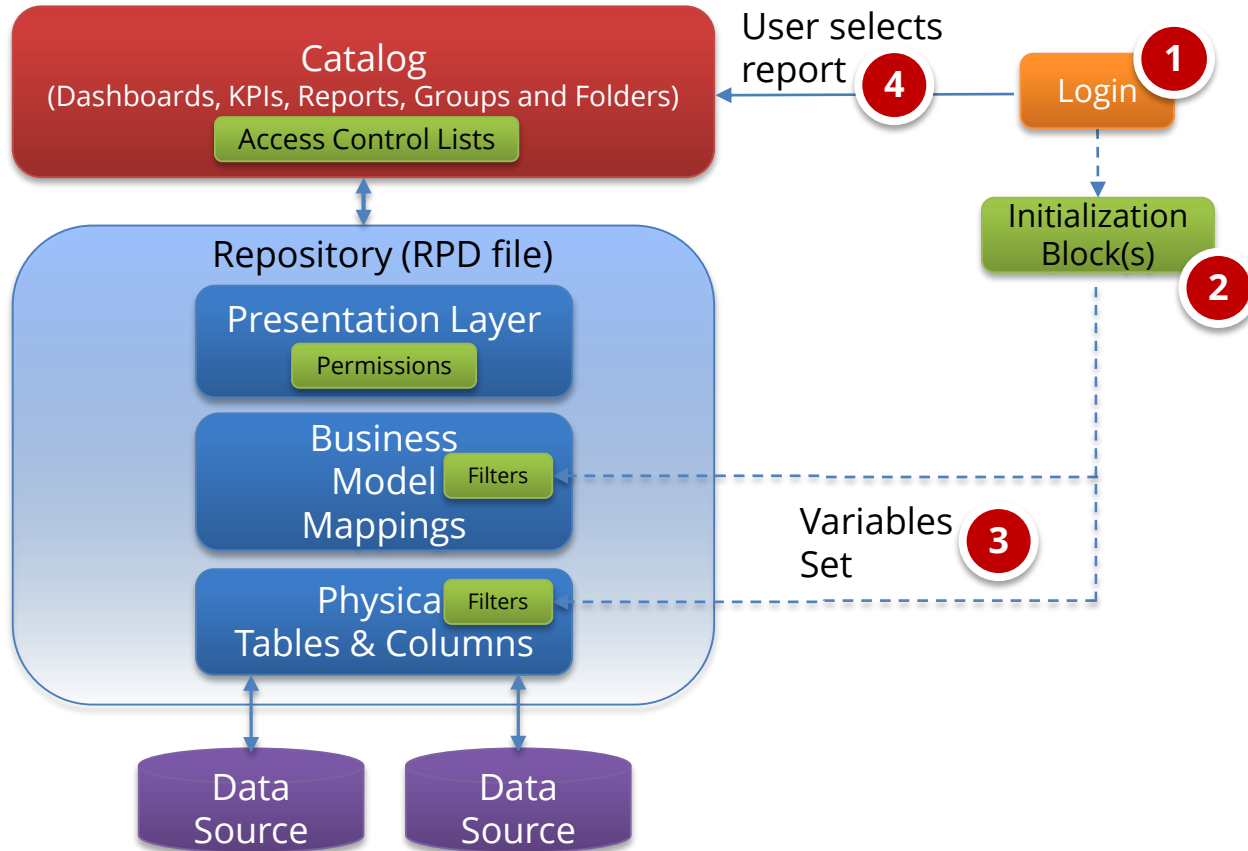 User selects
report
4
1
Login
Catalog
(Dashboards, KPIs, Reports, Groups and Folders)
Access Control Lists
Initialization
Block(s)
2
Repository (RPD file)
Presentation Layer
Permissions
Business
Model
Mappings
Filters
Variables
Set
3
Physica
Filters
Tables & Columns
Data
Source
Data
Source